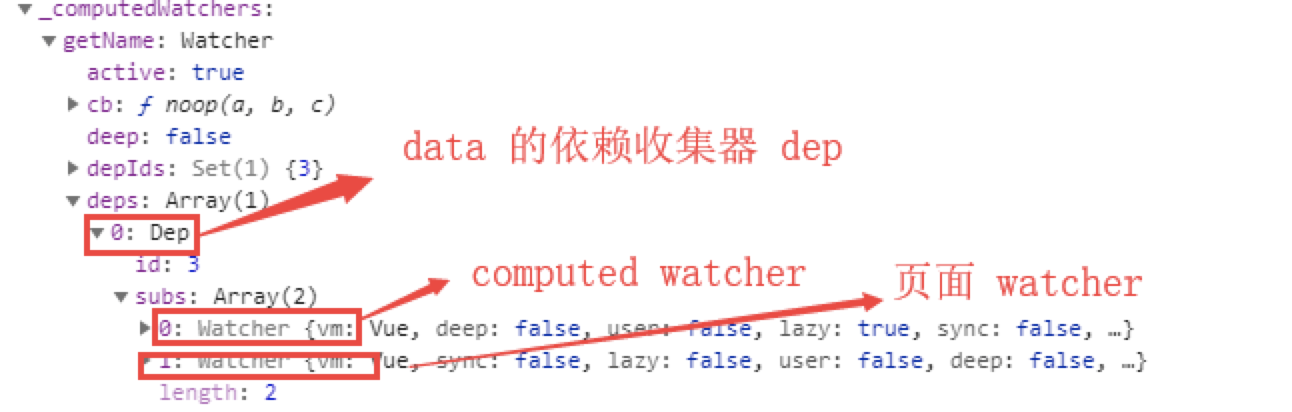 ▼_computedWatchers:
▼getName: Watcher
active: true
▶cb: ƒ noop(a, b, c)
deep: false
data 的依赖收集器 dep
▶depIds: Set(1) {3}
▼deps: Array(1)
▼0: Dep
id: 3
computed watcher
页面 watcher
▼subs: Array(2)
▶0: Watcher {vm: Vue, deep: false, user: false, lazy: true, sync: false, …}
▶1: Watcher {vm: Vue, sync: false, lazy: false, user: false, deep: false, …}
length: 2